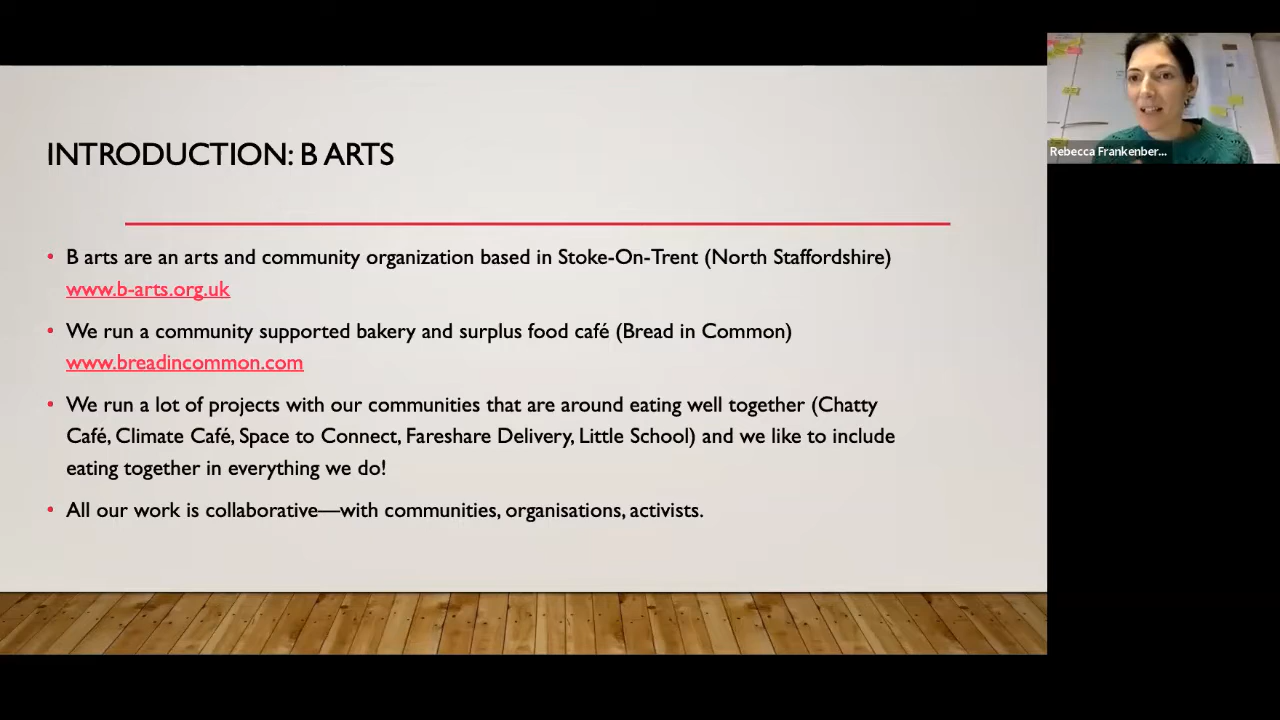 INTRODUCTION: B ARTS
• B arts are an arts and community organization based in Stoke-On-Trent (North Staffordshire)
www.b-arts.org.uk
• We run a community supported bakery and surplus food café (Bread in Common)
www.breadincommon.com
• We run a lot of projects with our communities that are around eating well together (Chatty
Café, Climate Café, Space to Connect, Fareshare Delivery, Little School) and we like to include
eating together in everything we do!
• All our work is collaborative—with communities, organisations, activists.
Rebecca Frankenber...